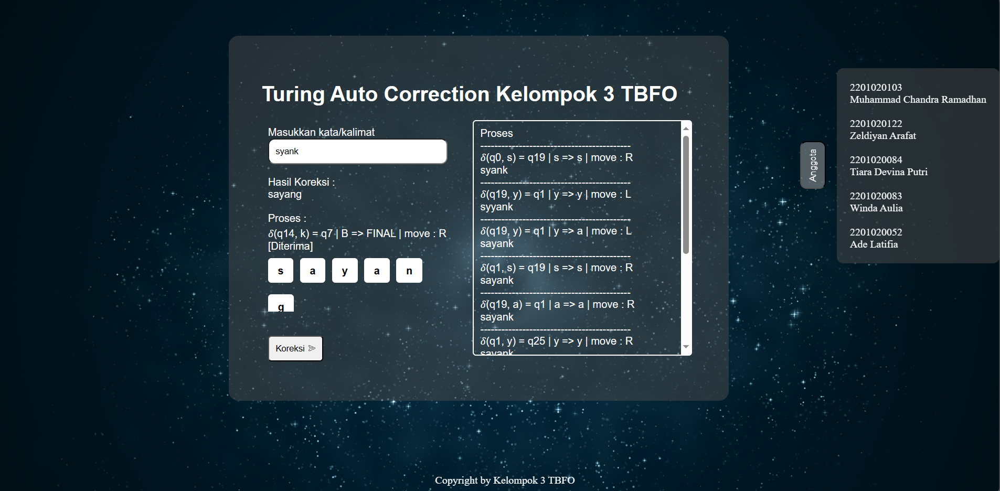 Turing Auto Correction Kelompok 3 TBFO
Masukkan kata/kalimat
syank
Hasil Koreksi :
sayang
Proses :
δ(q14, k) = q7 | B => FINAL | move : R
[Diterima]
s a y a n
g
Koreksi
Proses
-------------------------------------------
δ(q0, s) = q19 | s => s | move : R
syank
-------------------------------------------
δ(q19, y) = q1 | y => y | move : L
syyank
-------------------------------------------
δ(q19, y) = q1 | y => a | move : L
sayank
-------------------------------------------
δ(q1, s) = q19 | s => s | move : R
sayank
-------------------------------------------
δ(q19, a) = q1 | a => a | move : R
sayank
-------------------------------------------
δ(q1, y) = q25 | y => y | move : R
sayank
Anggota
2201020103
Muhammad Chandra Ramadhan
2201020122
Zeldiyan Arafat
2201020084
Tiara Devina Putri
2201020083
Winda Aulia
2201020052
Ade Latifia
Copyright by Kelompok 3 TBFO